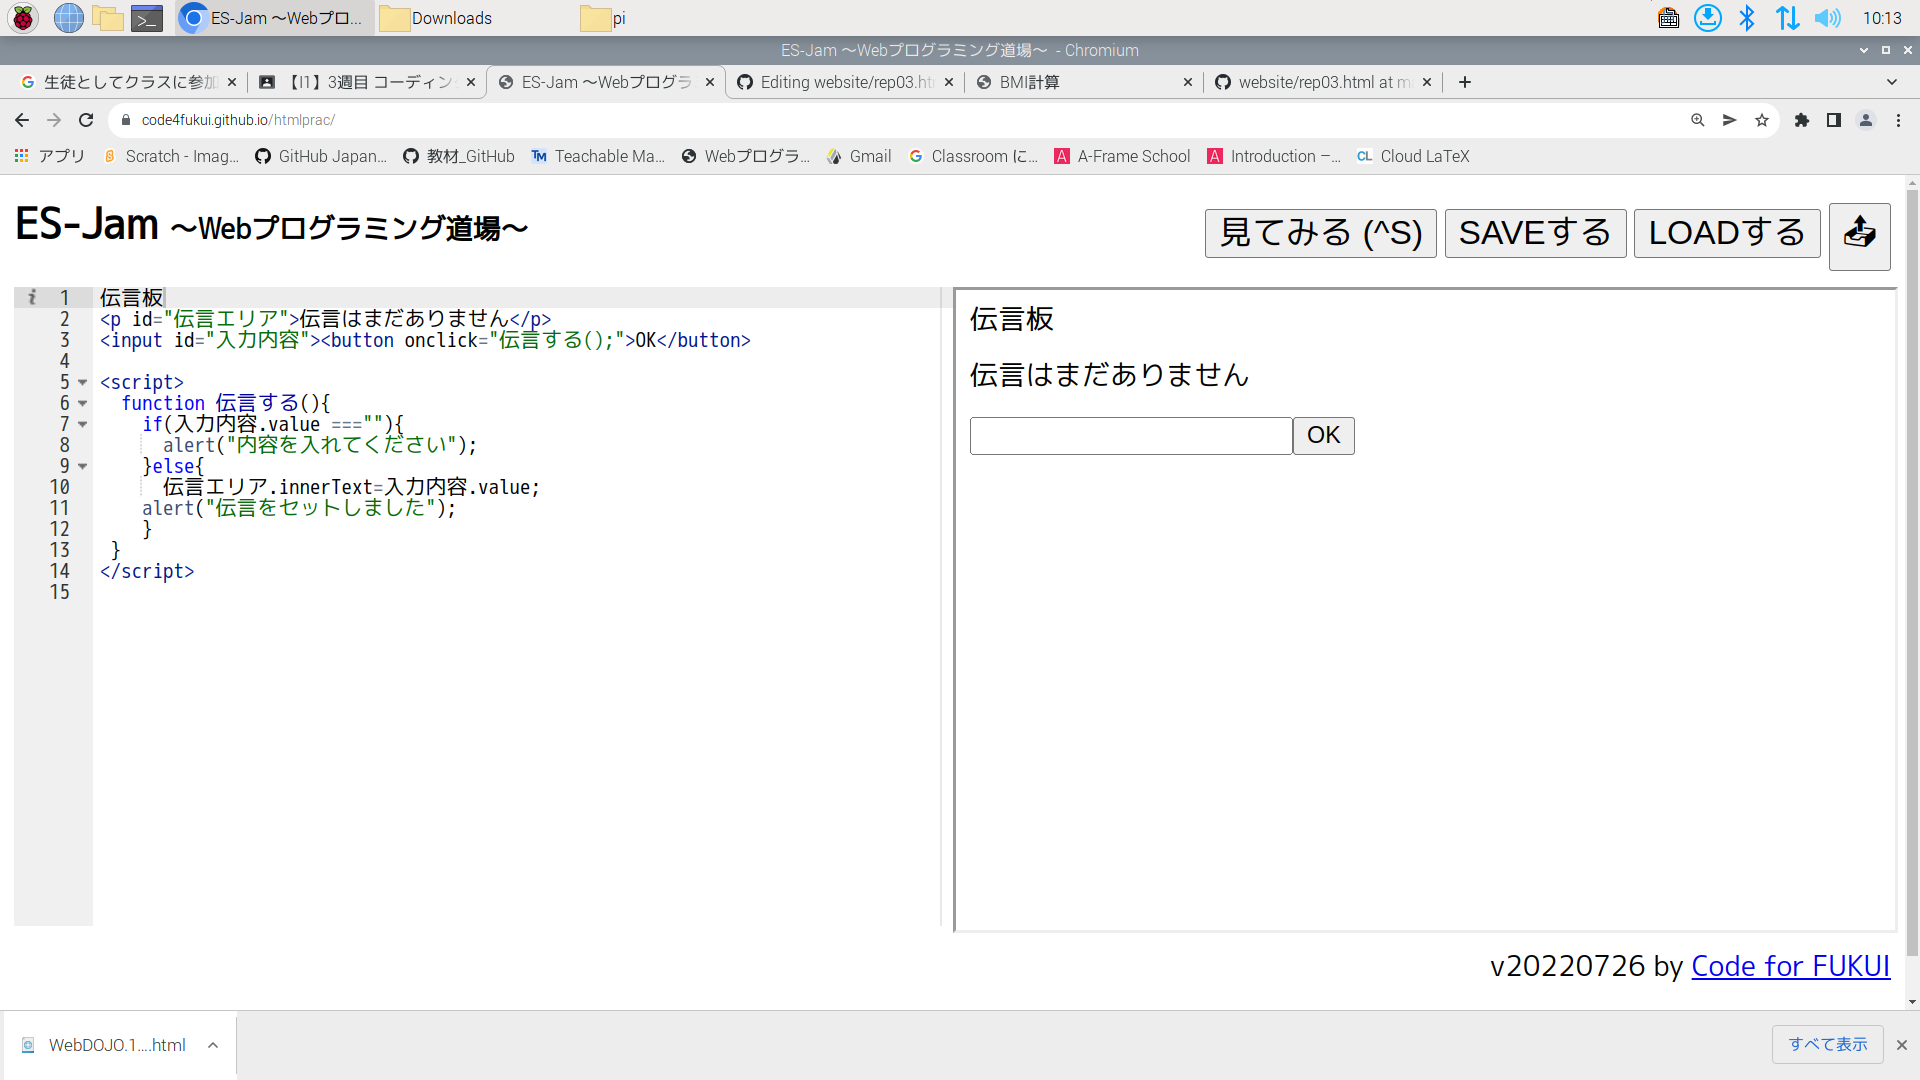 ES-Jam ～Webプロ...
Downloads
pi
10:13
ES-Jam ～Webプログラミング道場～ - Chromium
生徒としてクラスに参加
【I1】3週目 コーディン
ES-Jam ～Webプログラ
Editing website/rep03.ht
BMI計算
website/rep03.html at m
code4fukui.github.io/htmlprac/
アプリ
Scratch - Imag...
GitHub Japan...
教材_GitHub
Teachable Ma...
Webプログラ...
Gmail
Classroom に...
A-Frame School
Introduction –...
Cloud LaTeX
ES-Jam ～Webプログラミング道場～
見てみる (^S)
SAVEする
LOADする
1 伝言板
2 <p id="伝言エリア">伝言はまだありません</p>
3 <input id="入力内容"><button onclick="伝言する();">OK</button>
4
5 <script>
6 function 伝言する(){
7 if(入力内容.value ===""){
8 alert("内容を入れてください");
9 }else{
10 伝言エリア.innerText=入力内容.value;
11 alert("伝言をセットしました");
12 }
13 }
14 </script>
15
伝言板
伝言はまだありません
OK
v20220726 by Code for FUKUI
WebDOJO.1....html
すべて表示